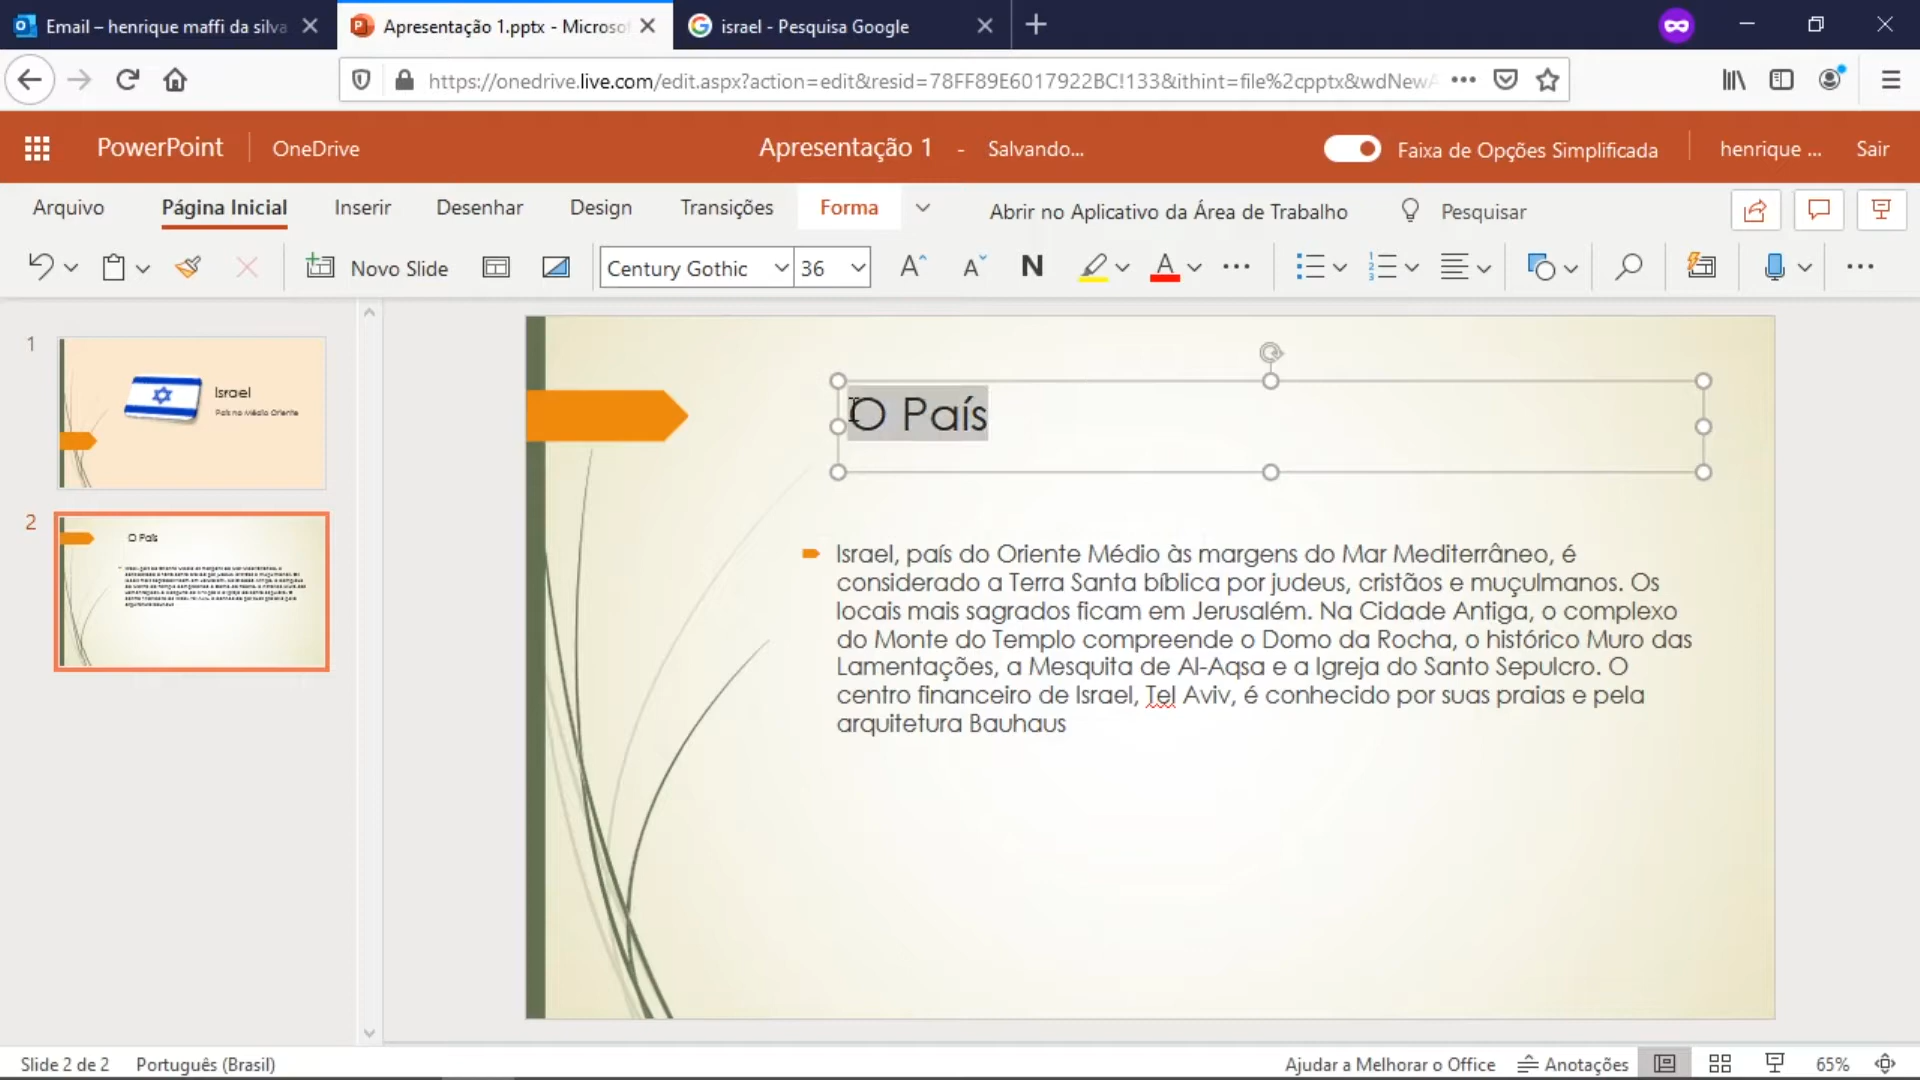 Email – henrique maffi da silva
Apresentação 1.pptx - Microsof
israel - Pesquisa Google
https://onedrive.live.com/edit.aspx?action=edit&resid=78FF89E6017922BC!133&ithint=file%2cpptx&wdNewA
PowerPoint
OneDrive
Apresentação 1 - Salvando...
Faixa de Opções Simplificada
henrique ...
Sair
Arquivo
Página Inicial
Inserir
Desenhar
Design
Transições
Forma
Abrir no Aplicativo da Área de Trabalho
Pesquisar
Novo Slide
Century Gothic
36
N
1
Israel
País no Médio Oriente
2
O País
O País
Israel, país do Oriente Médio às margens do Mar Mediterrâneo, é
considerado a Terra Santa bíblica por judeus, cristãos e muçulmanos. Os
locais mais sagrados ficam em Jerusalém. Na Cidade Antiga, o complexo
do Monte do Templo compreende o Domo da Rocha, o histórico Muro das
Lamentações, a Mesquita de Al-Aqsa e a Igreja do Santo Sepulcro. O
centro financeiro de Israel, Tel Aviv, é conhecido por suas praias e pela
arquitetura Bauhaus
Slide 2 de 2
Português (Brasil)
Ajudar a Melhorar o Office
Anotações
65%